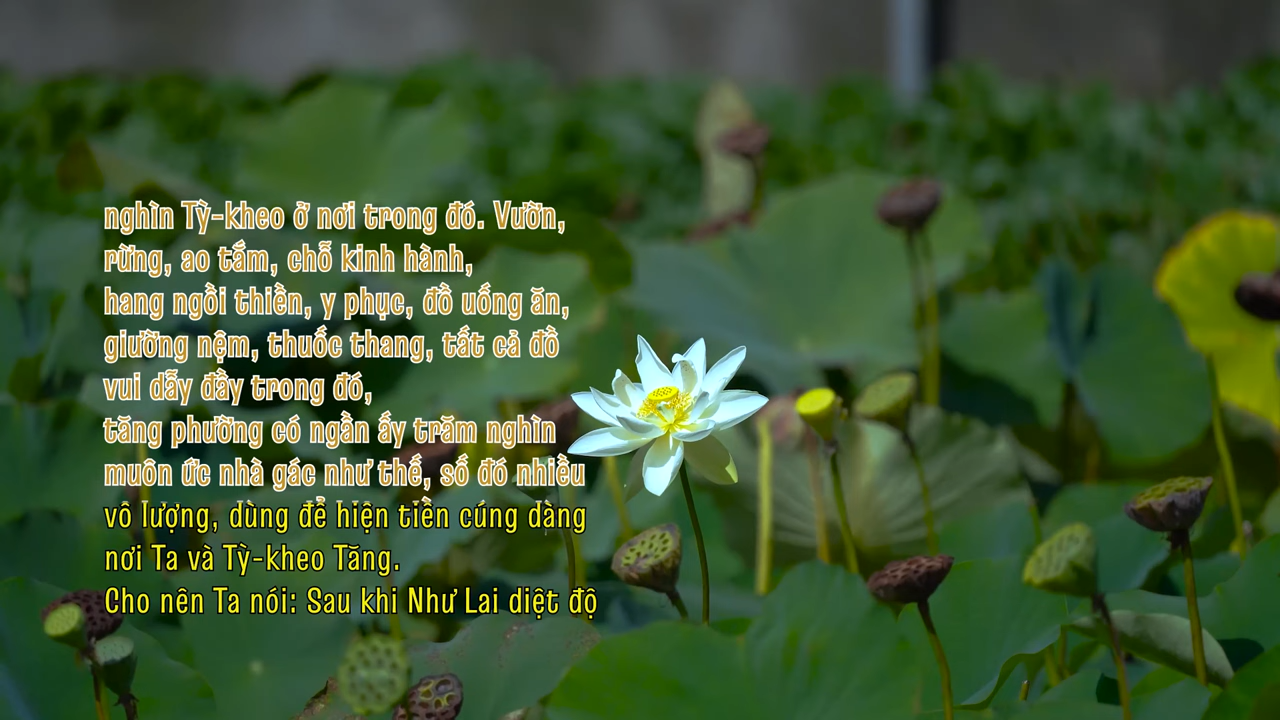 nghìn Tỳ-kheo ở nơi trong đó. Vườn,
rừng, ao tắm, chỗ kinh hành,
hang ngồi thiền, y phục, đồ uống ăn,
giường nệm, thuốc thang, tất cả đồ
vui dẫy đầy trong đó,
tăng phường có ngần ấy trăm nghìn
muôn ức nhà gác như thế, số đó nhiều
vô lượng, dùng để hiện tiền cúng dàng
nơi Ta và Tỳ-kheo Tăng.
Cho nên Ta nói: Sau khi Như Lai diệt độ